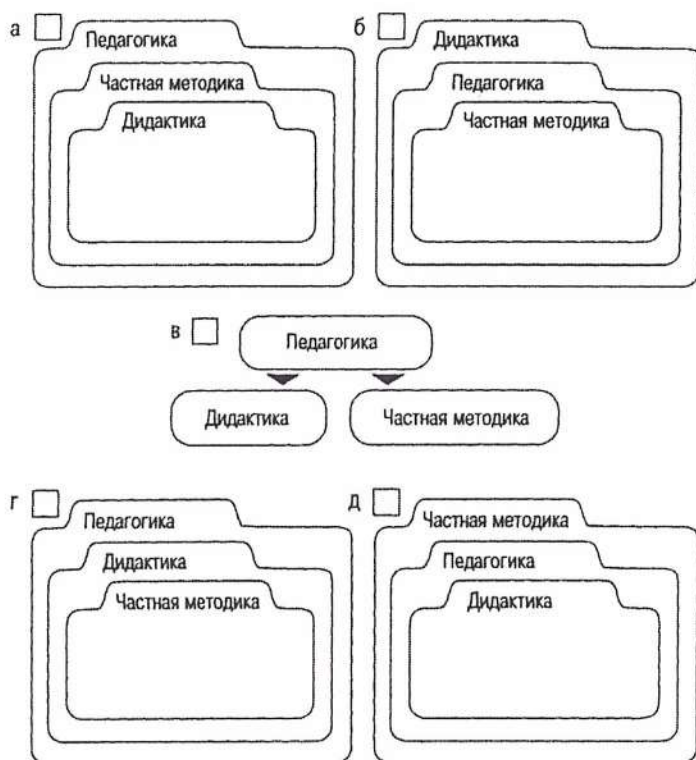 а
Педагогика
Частная методика
Дидактика
б
Дидактика
Педагогика
Частная методика
в
Педагогика
Дидактика
Частная методика
г
Педагогика
Дидактика
Частная методика
д
Частная методика
Педагогика
Дидактика